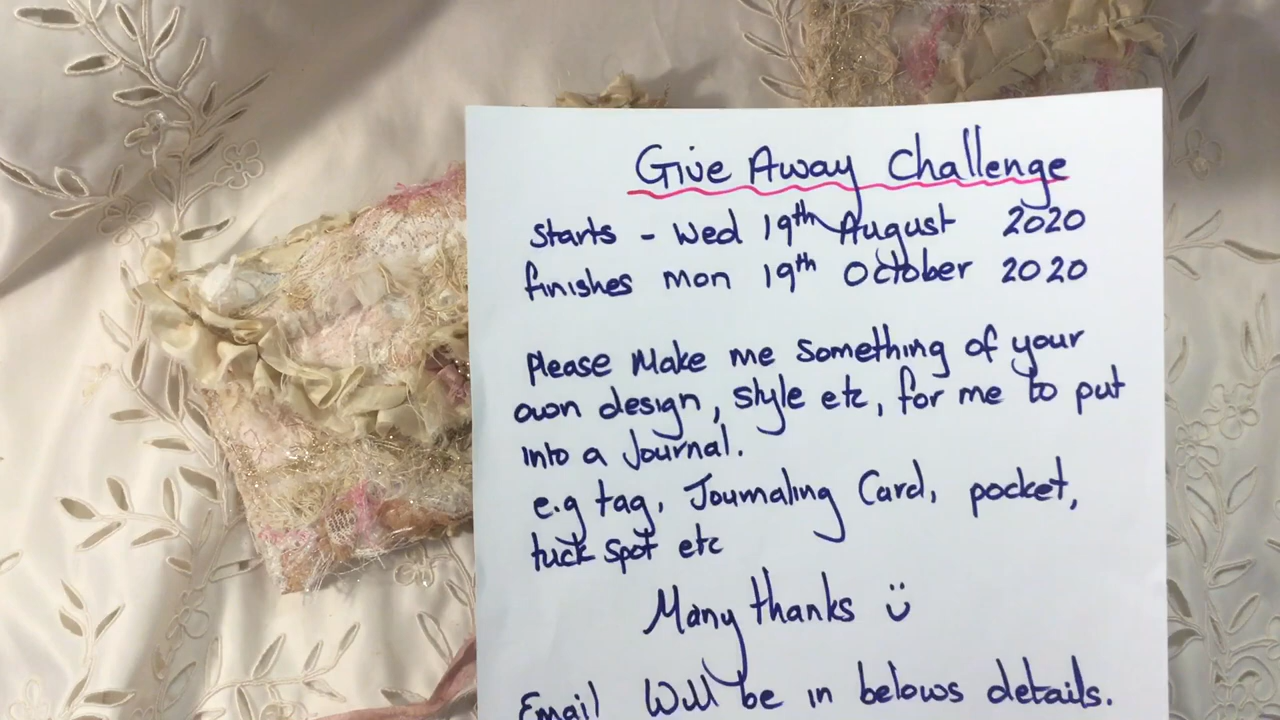 Give Away Challenge
Starts - Wed 19th August 2020
finishes Mon 19th October 2020
Please Make me Something of your
own design, style etc, for me to put
into a Journal.
e.g tag, Journaling Card, pocket,
tuck spot etc
Many thanks ü
Email Will be in belows details.